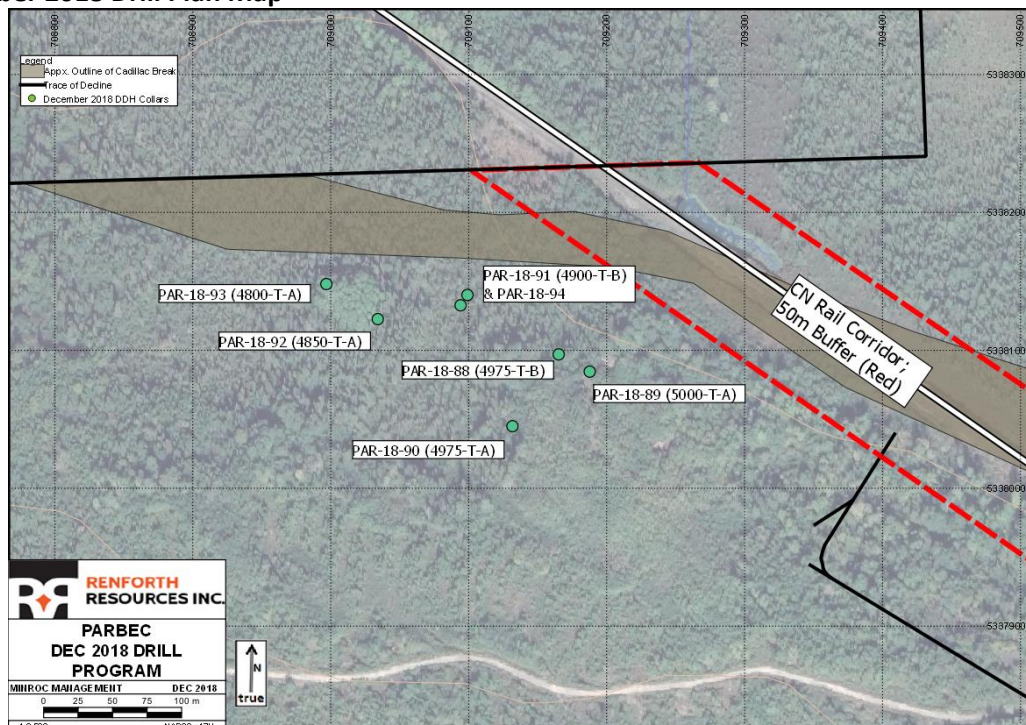 708800
708900
709000
709100
709200
709300
709400
709500
Legend
Appx. Outline of Cadillac Break
Trace of Decline
December 2018 DDH Collars
5338300
5338200
5338100
5338000
5337900
PAR-18-91 (4900-T-B)
& PAR-18-94
PAR-18-93 (4800-T-A)
PAR-18-92 (4850-T-A)
PAR-18-88 (4975-T-B)
PAR-18-89 (5000-T-A)
PAR-18-90 (4975-T-A)
CN Rail Corridor;
50m Buffer (Red)
RENFORTH
RESOURCES INC.
PARBEC
DEC 2018 DRILL
PROGRAM
MINROC MANAGEMENT DEC 2018
0 25 50 75 100 m
N
true